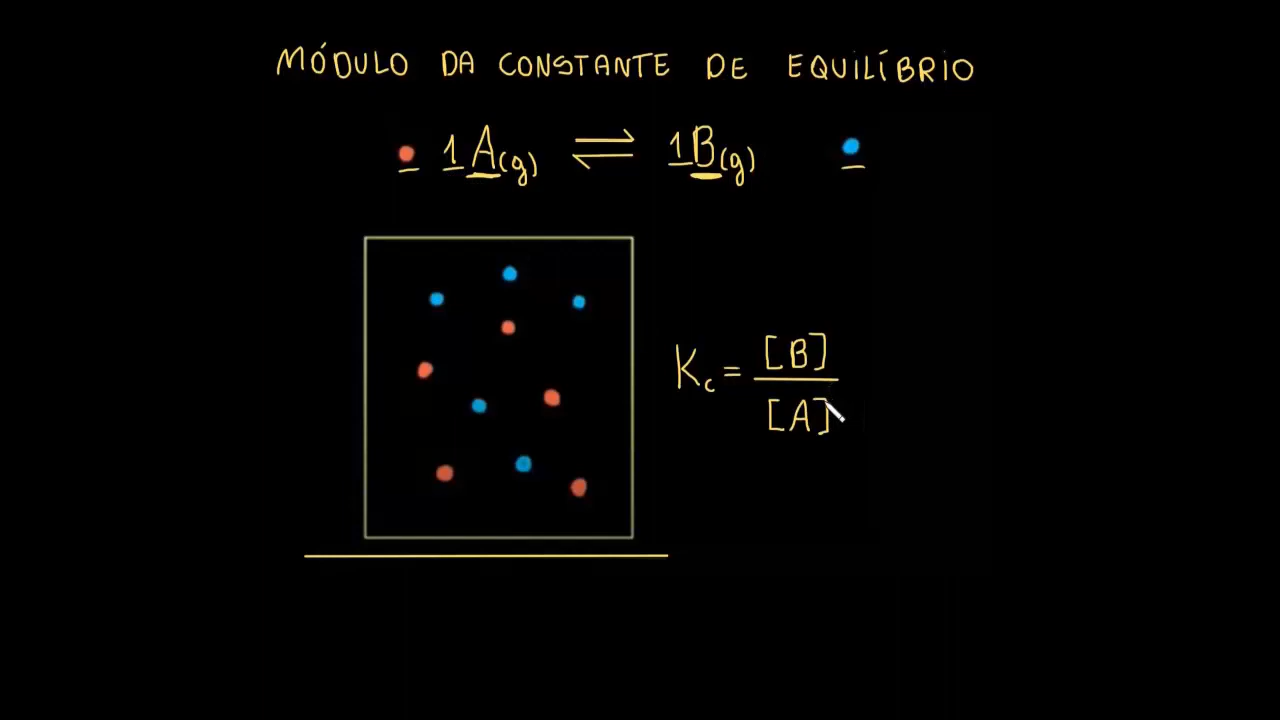 MÓDULO DA CONSTANTE DE EQUILÍBRIO
1A(g) ⇌ 1B(g)
Kc = [B]
[A]